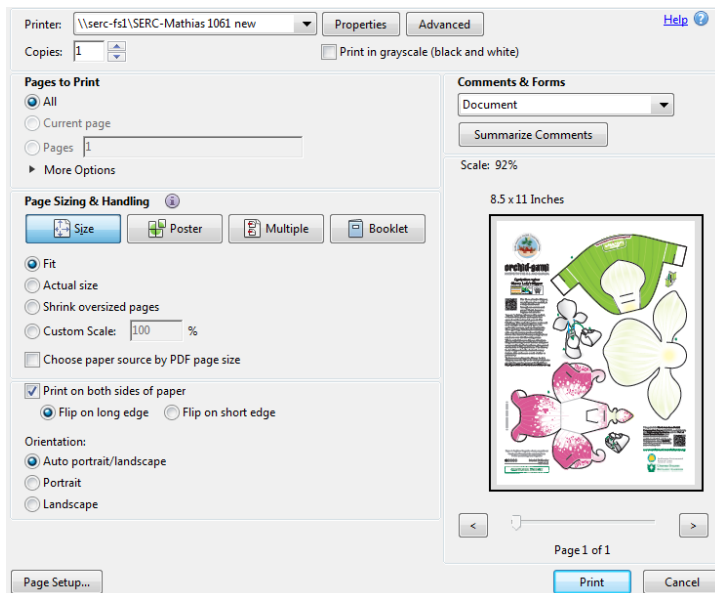 Printer: \\serc-fs1\SERC-Mathias 1061 new Properties Advanced Help
Copies: 1 Print in grayscale (black and white)
Pages to Print
All
Current page
Pages 1
More Options
Comments & Forms
Document
Summarize Comments
Page Sizing & Handling
Size Poster Multiple Booklet
Fit
Actual size
Shrink oversized pages
Custom Scale: 100 %
Choose paper source by PDF page size
Print on both sides of paper
Flip on long edge Flip on short edge
Orientation:
Auto portrait/landscape
Portrait
Landscape
Scale: 92%
8.5 x 11 Inches
orchid-gami
< >
Page 1 of 1
Page Setup... Print Cancel